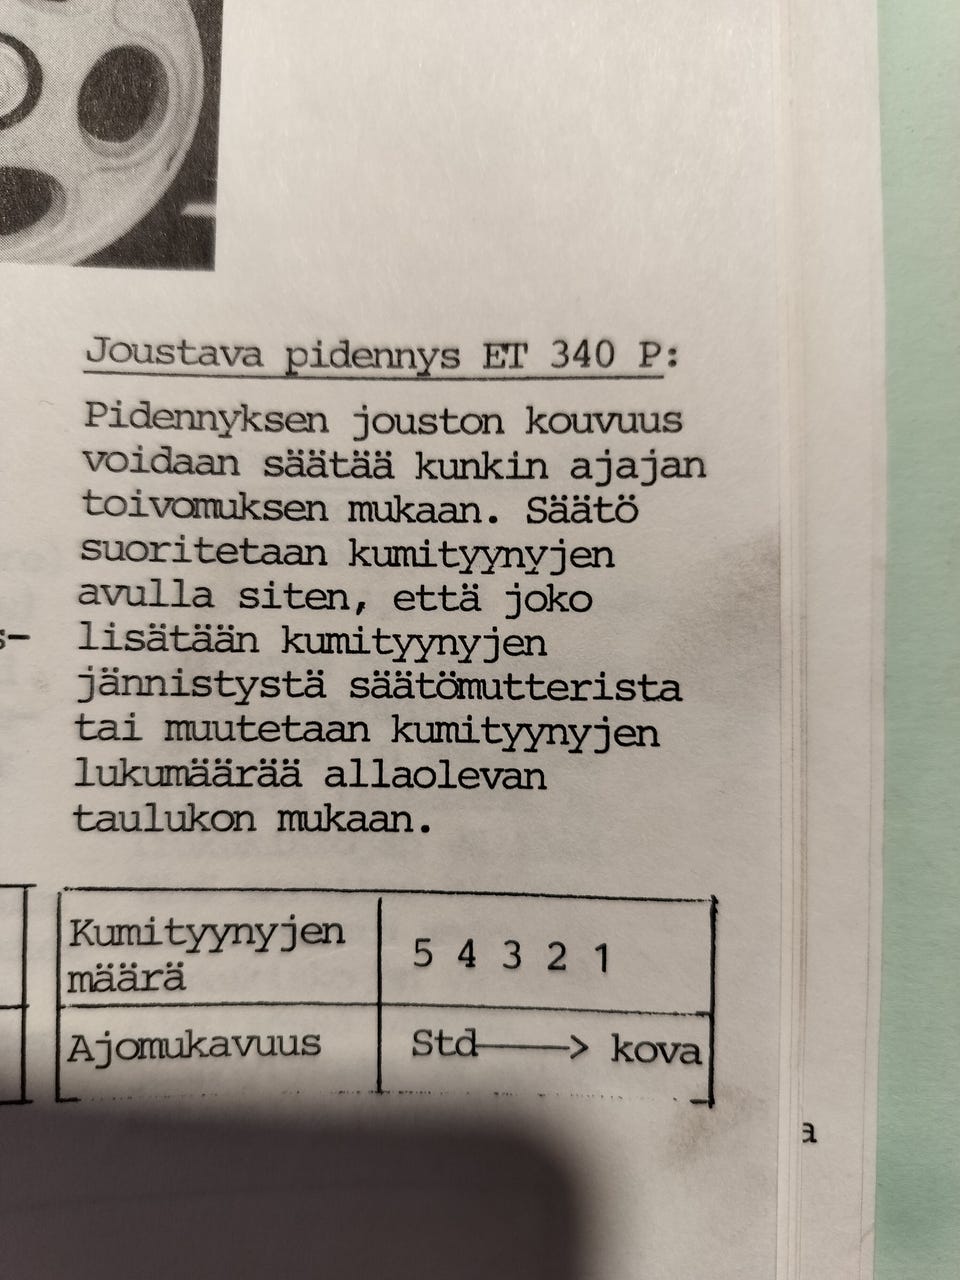 Joustava pidennys ET 340 P:
Pidennyksen jouston kouvuus
voidaan säätää kunkin ajajan
toivomuksen mukaan. Säätö
suoritetaan kumityynyjen
avulla siten, että joko
s- lisätään kumityynyjen
jännistystä säätömutterista
tai muutetaan kumityynyjen
lukumäärää allaolevan
taulukon mukaan.
Kumityynyjen
määrä
5 4 3 2 1
Ajomukavuus Std——> kova
a